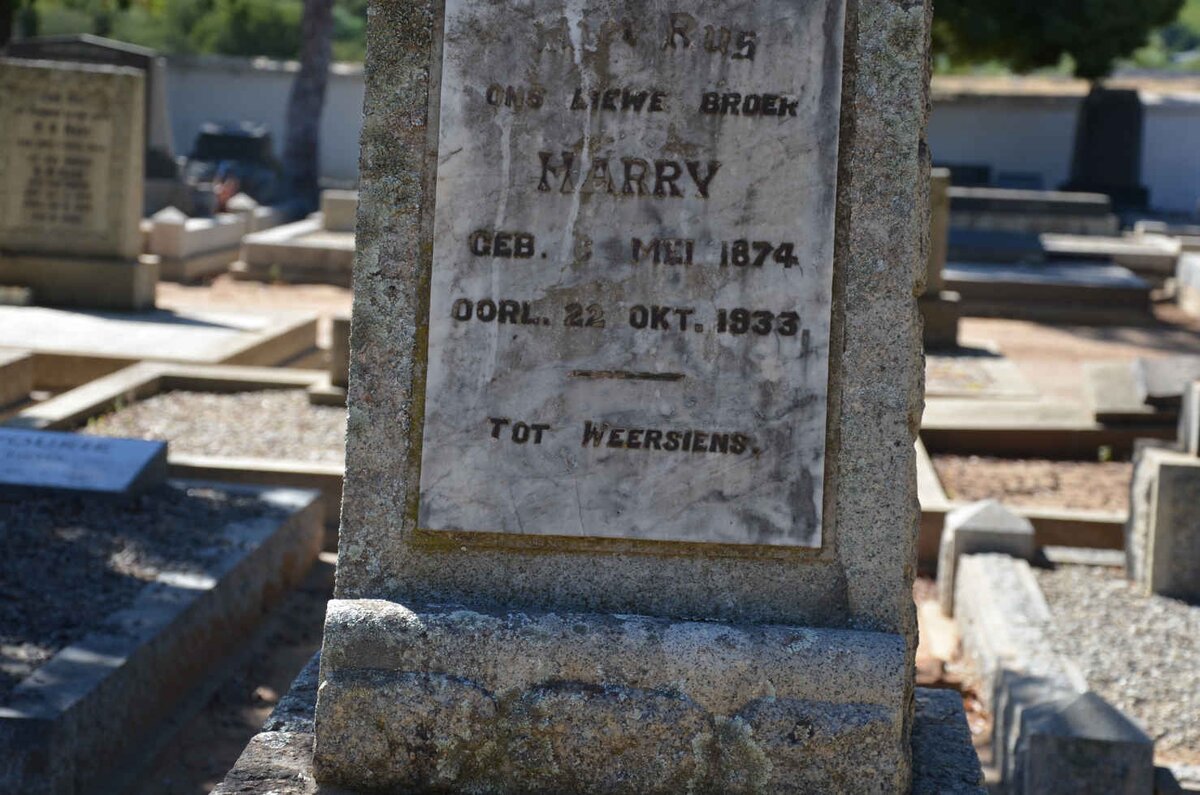 Rus
ONS LIEWE BROER
HARRY
GEB. MEI 1874
OORL. 22 OKT. 1933.
TOT WEERSIENS.